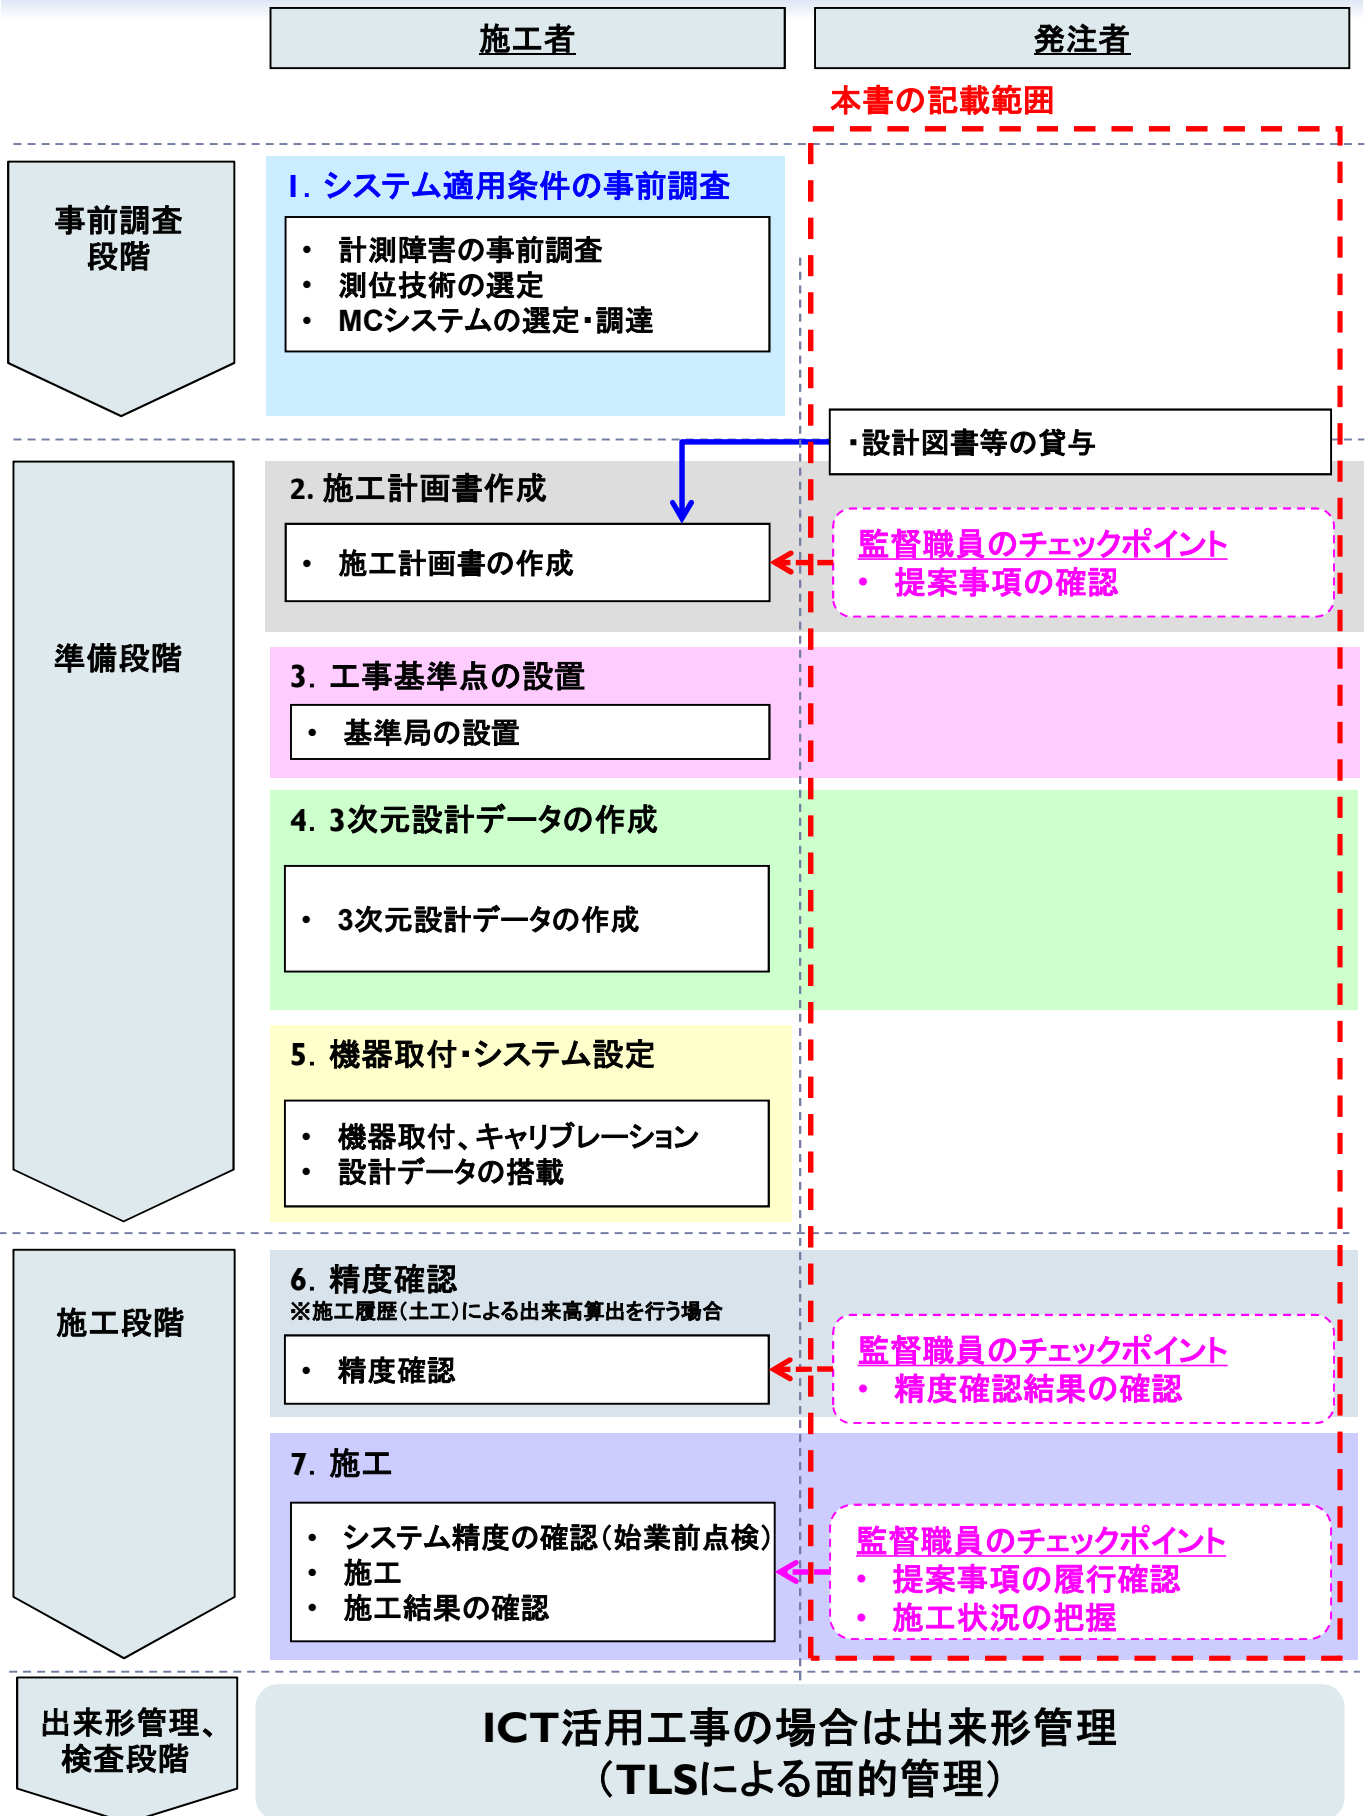 施工者
発注者
本書の記載範囲
事前調査
段階
1. システム適用条件の事前調査
• 計測障害の事前調査
• 測位技術の選定
• MCシステムの選定・調達
・設計図書等の貸与
準備段階
2. 施工計画書作成
• 施工計画書の作成
監督職員のチェックポイント
• 提案事項の確認
3. 工事基準点の設置
• 基準局の設置
4. 3次元設計データの作成
• 3次元設計データの作成
5. 機器取付・システム設定
• 機器取付、キャリブレーション
• 設計データの搭載
施工段階
6. 精度確認
※施工履歴（土工）による出来高算出を行う場合
• 精度確認
監督職員のチェックポイント
• 精度確認結果の確認
7. 施工
• システム精度の確認（始業前点検）
• 施工
• 施工結果の確認
監督職員のチェックポイント
• 提案事項の履行確認
• 施工状況の把握
出来形管理、
検査段階
ICT活用工事の場合は出来形管理
（TLSによる面的管理）